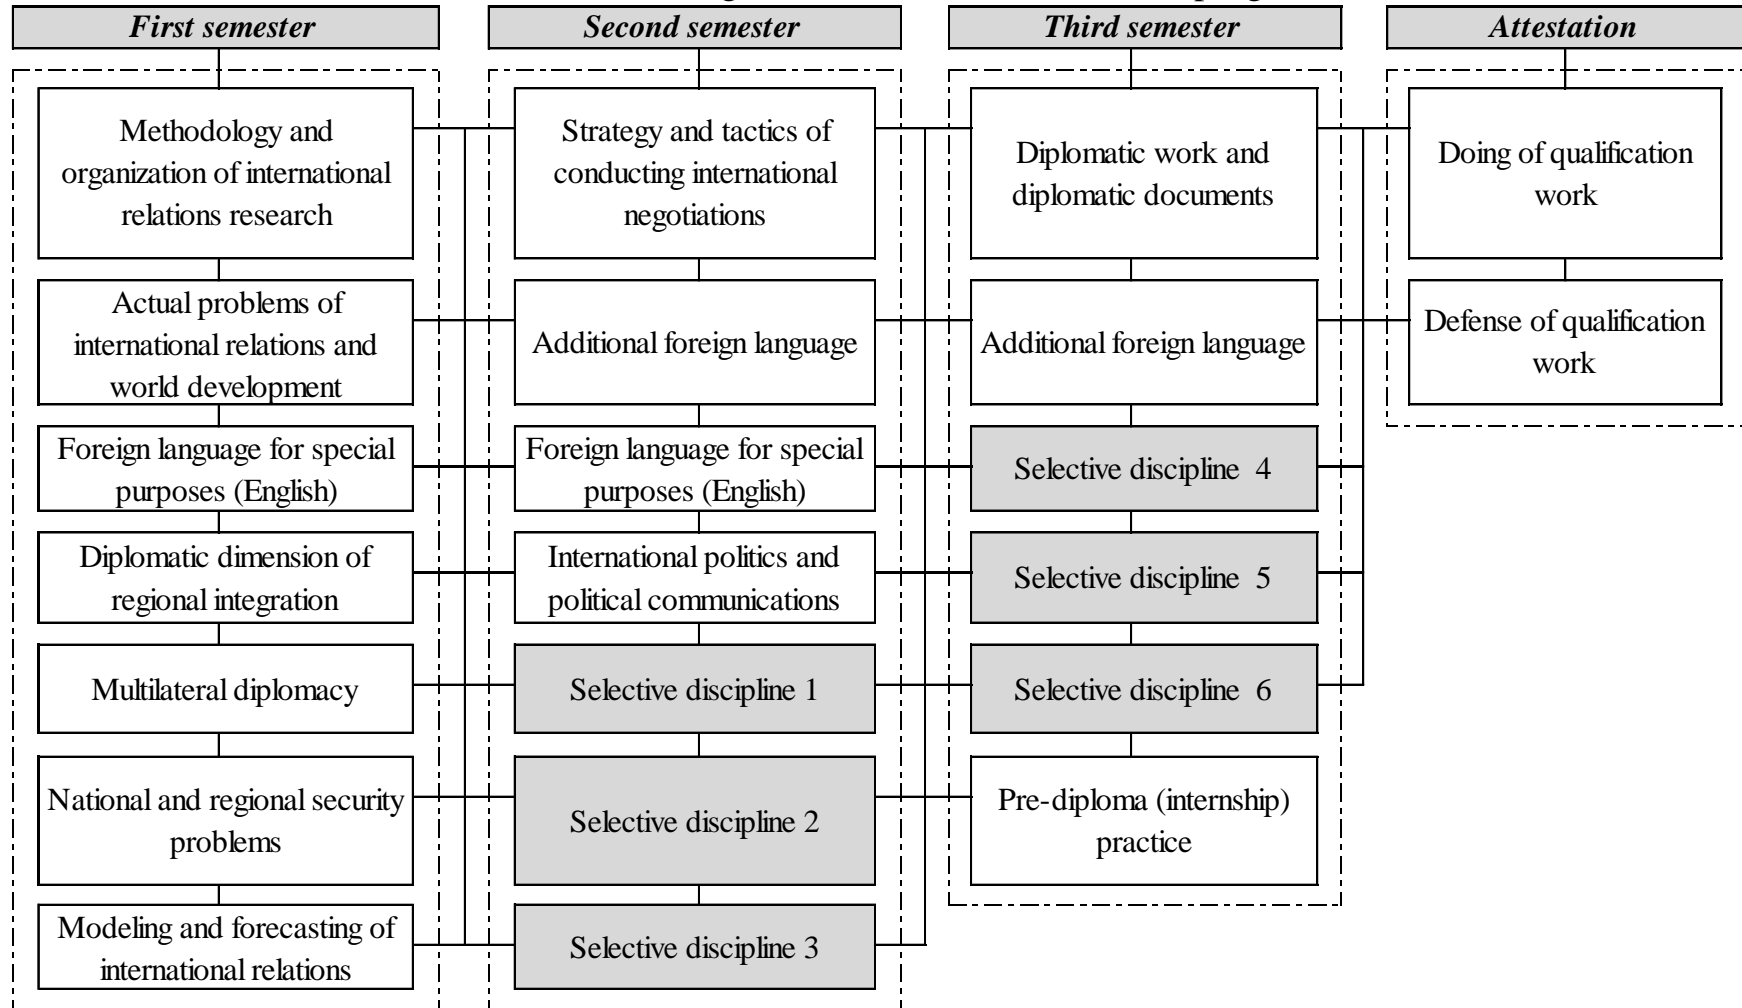 First semester
Second semester
Third semester
Attestation
Methodology and
organization of international
relations research
Strategy and tactics of
conducting international
negotiations
Diplomatic work and
diplomatic documents
Doing of qualification
work
Actual problems of
international relations and
world development
Additional foreign language
Additional foreign language
Defense of qualification
work
Foreign language for special
purposes (English)
Foreign language for special
purposes (English)
Selective discipline 4
Diplomatic dimension of
regional integration
International politics and
political communications
Selective discipline 5
Multilateral diplomacy
Selective discipline 1
Selective discipline 6
National and regional security
problems
Selective discipline 2
Pre-diploma (internship)
practice
Modeling and forecasting of
international relations
Selective discipline 3